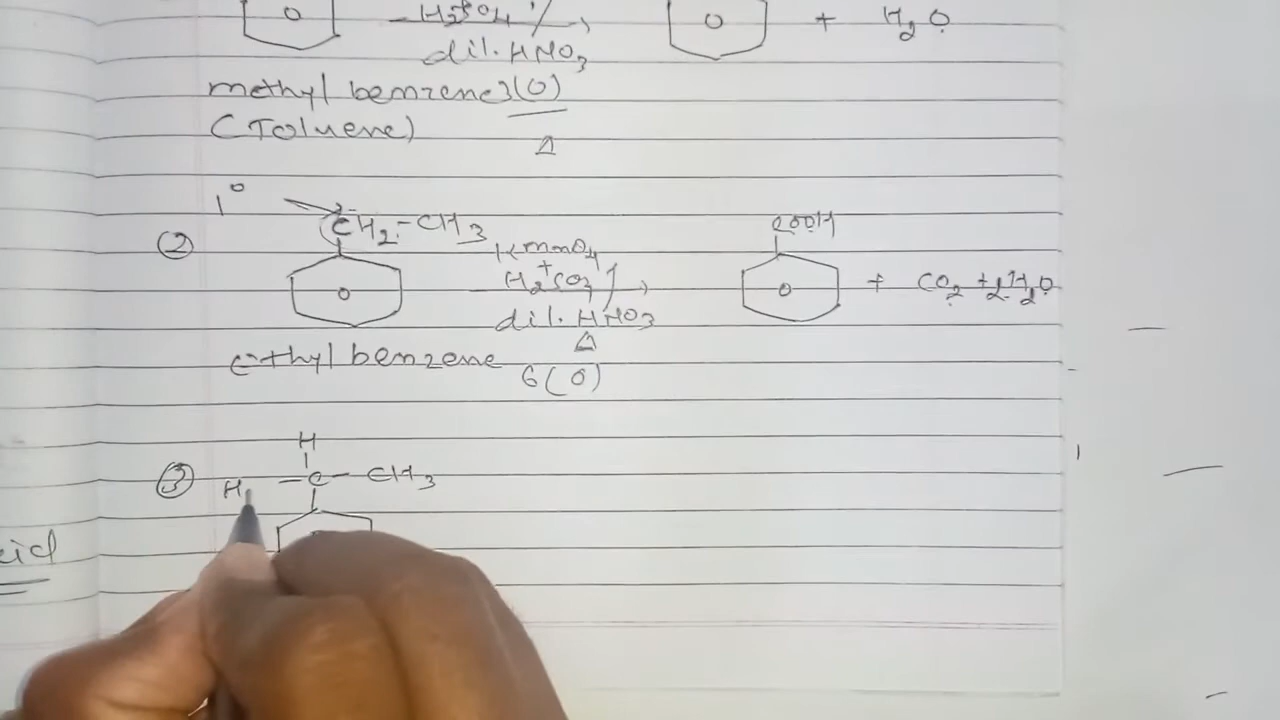 H2SO4 + H2O
dil. HNO3
methyl benzene 3(O)
(Toluene) Δ
1° CH2-CH3 COOH
② KMnO4
H2SO4 + CO2 + 2H2O
dil. HNO3
Δ
Ethyl benzene 6(O)
H
③ H - C - CH3